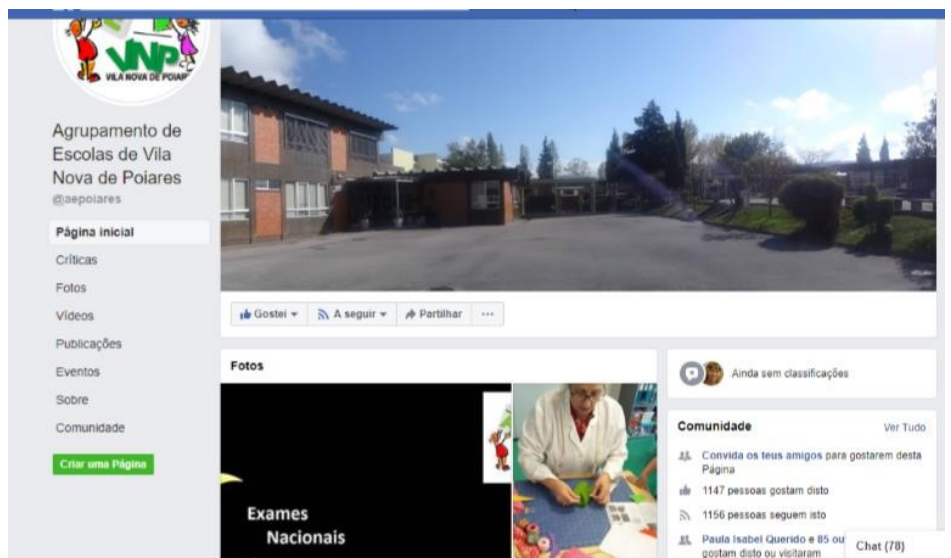 VNP
VILA NOVA DE POIAR
Agrupamento de
Escolas de Vila
Nova de Poiares
@aepoiares
Página inicial
Críticas
Fotos
Vídeos
Publicações
Eventos
Sobre
Comunidade
Criar uma Página
Gostei
A seguir
Partilhar
Fotos
Exames
Nacionais
Ainda sem classificações
Comunidade
Ver Tudo
Convida os teus amigos para gostarem desta
Página
1147 pessoas gostam disto
1156 pessoas seguem isto
Paula Isabel Querido e 85 ou
gostam disto ou visitaram
Chat (78)